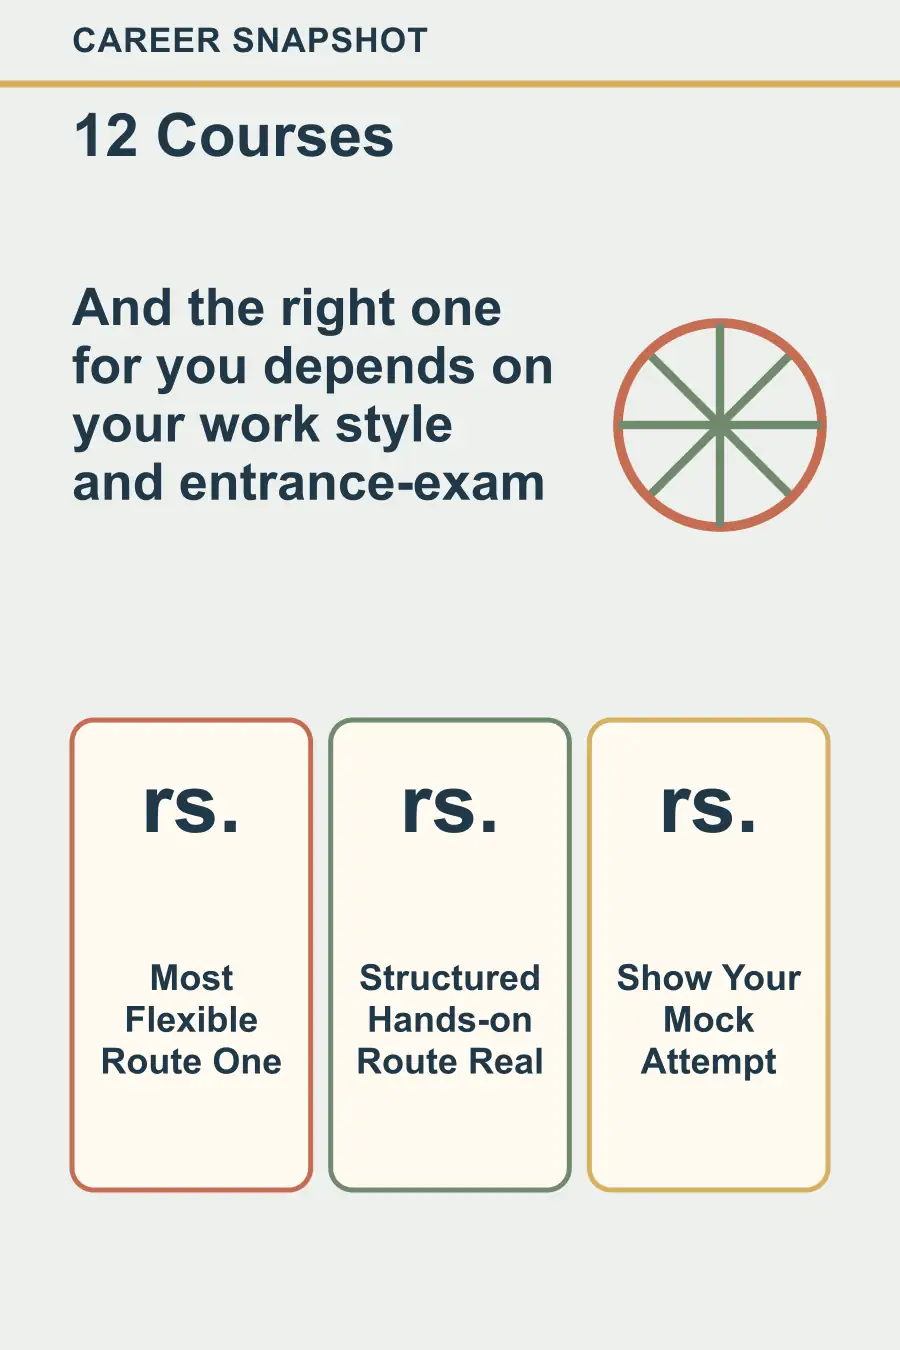 CAREER SNAPSHOT
12 Courses
And the right one
for you depends on
your work style
and entrance-exam
rs.
Most
Flexible
Route One
rs.
Structured
Hands-on
Route Real
rs.
Show Your
Mock
Attempt